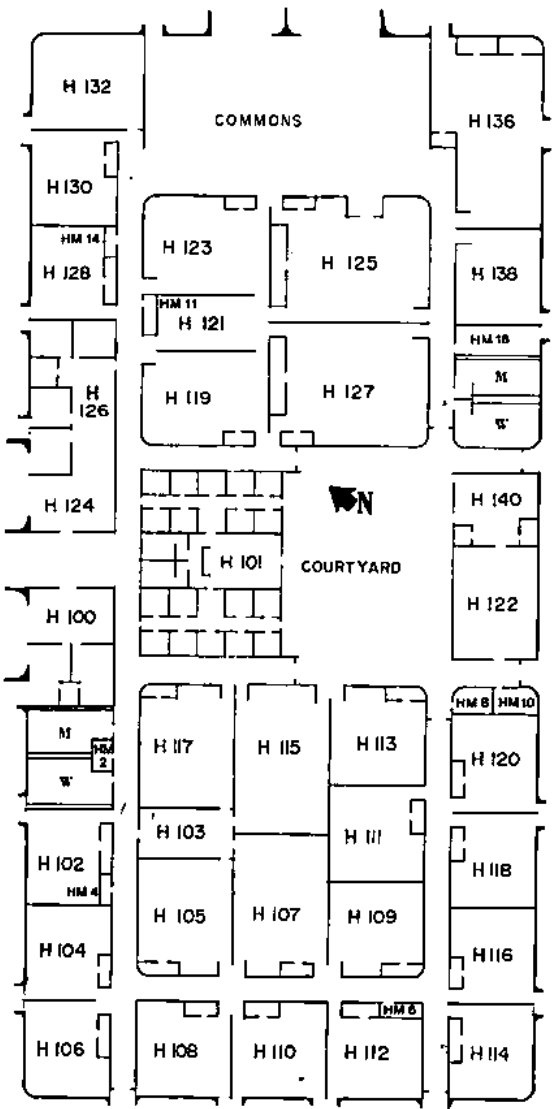 H 132
COMMONS
H 136
H 130
HM 14
H 128
H 123
H 125
H 138
HM 11
H 121
HM 18
M
H
126
H 119
H 127
W
H 124
N
H 140
H 101
COURTYARD
H 122
H 100
M
HM
2
W
H 117
H 115
H 113
HM 8
HM 10
H 120
H 103
H 111
H 102
HM 4
H 118
H 105
H 107
H 109
H 104
H 116
H 106
H 108
H 110
HM 6
H 112
H 114